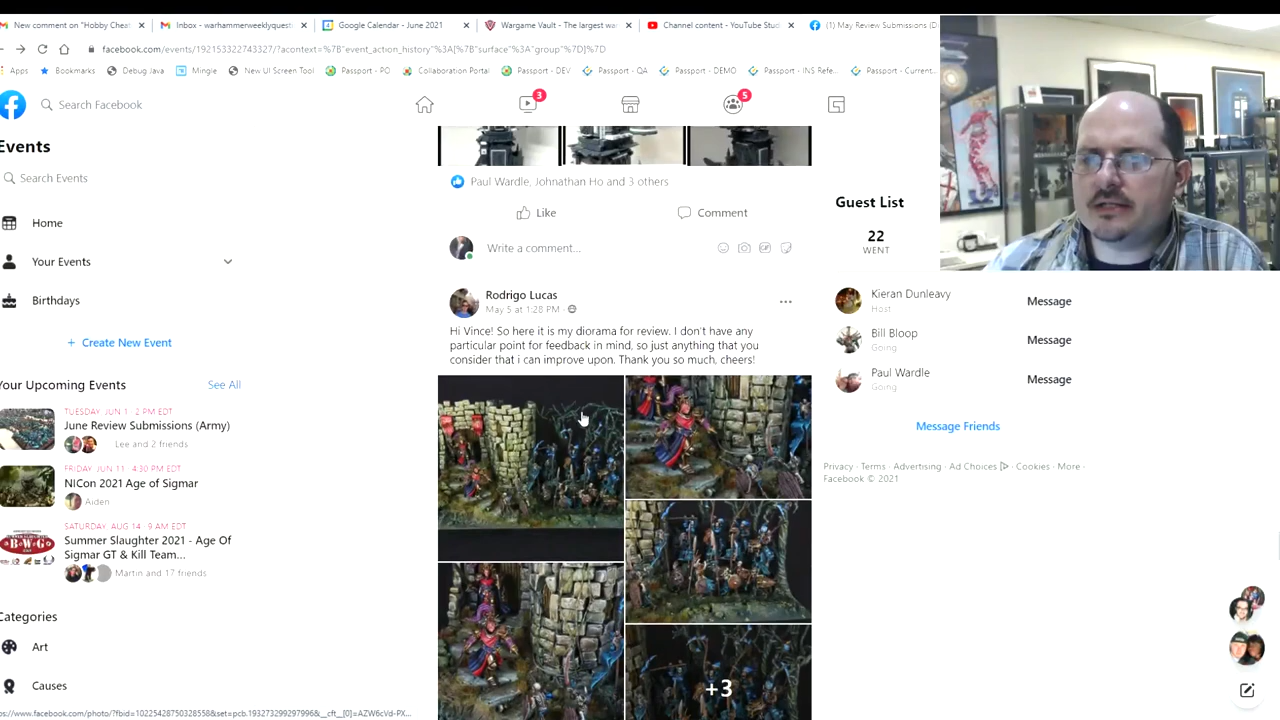 New comment on "Hobby Cheat
Inbox - warhammerweeklyquest
Google Calendar - June 2021
Wargame Vault - The largest wa
Channel content - YouTube Stud
(1) May Review Submissions (D
facebook.com/events/192153322743327/?acontext=%7B"event_action_history"%3A[%7B"surface"%3A"group"%7D]%7D
Apps
Bookmarks
Debug Java
Mingle
New UI Screen Tool
Passport - PO
Collaboration Portal
Passport - DEV
Passport - QA
Passport - DEMO
Passport - INS Refe...
Passport - Current...
Search Facebook
3
5
Events
Search Events
Home
Your Events
Birthdays
+ Create New Event
Your Upcoming Events
See All
TUESDAY, JUN 1 · 2 PM EDT
June Review Submissions (Army)
Lee and 2 friends
FRIDAY, JUN 11 · 4:30 PM EDT
NICon 2021 Age of Sigmar
Aiden
SATURDAY, AUG 14 · 9 AM EDT
Summer Slaughter 2021 - Age Of
Sigmar GT & Kill Team...
Martin and 17 friends
Categories
Art
Causes
Paul Wardle, Johnathan Ho and 3 others
Like
Comment
Write a comment...
GIF
Rodrigo Lucas
May 5 at 1:28 PM ·
Hi Vince! So here it is my diorama for review. I don't have any
particular point for feedback in mind, so just anything that you
consider that i can improve upon. Thank you so much, cheers!
+3
Guest List
22
WENT
Kieran Dunleavy
Host
Message
Bill Bloop
Going
Message
Paul Wardle
Going
Message
Message Friends
Privacy · Terms · Advertising · Ad Choices · Cookies · More ·
Facebook © 2021